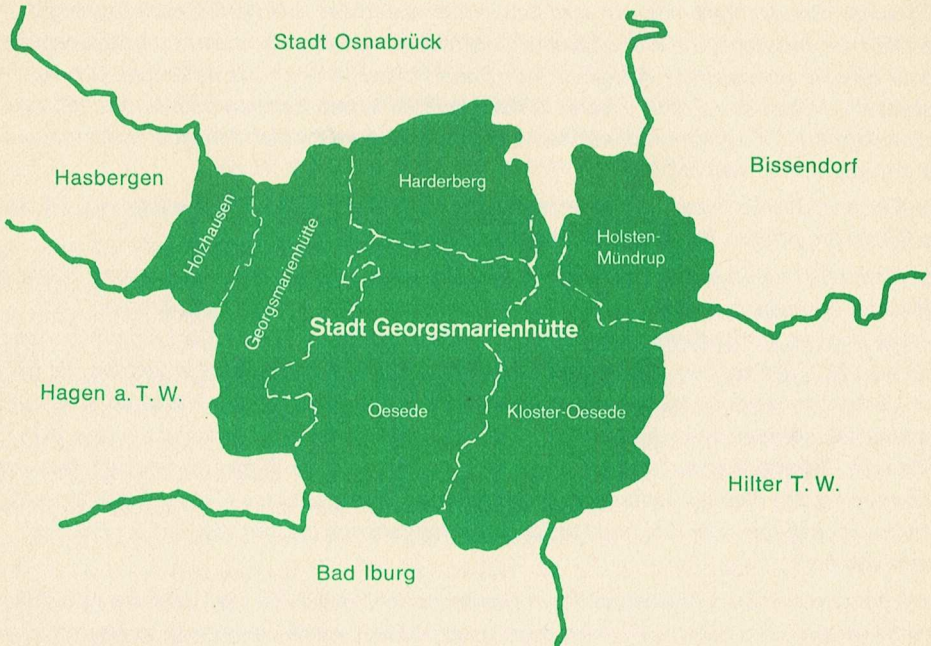 Stadt Osnabrück
Hasbergen
Bissendorf
Harderberg
Holzhausen
Georgsmarienhütte
Holsten-
Mündrup
Stadt Georgsmarienhütte
Hagen a. T. W.
Oesede
Kloster-Oesede
Hilter T. W.
Bad Iburg